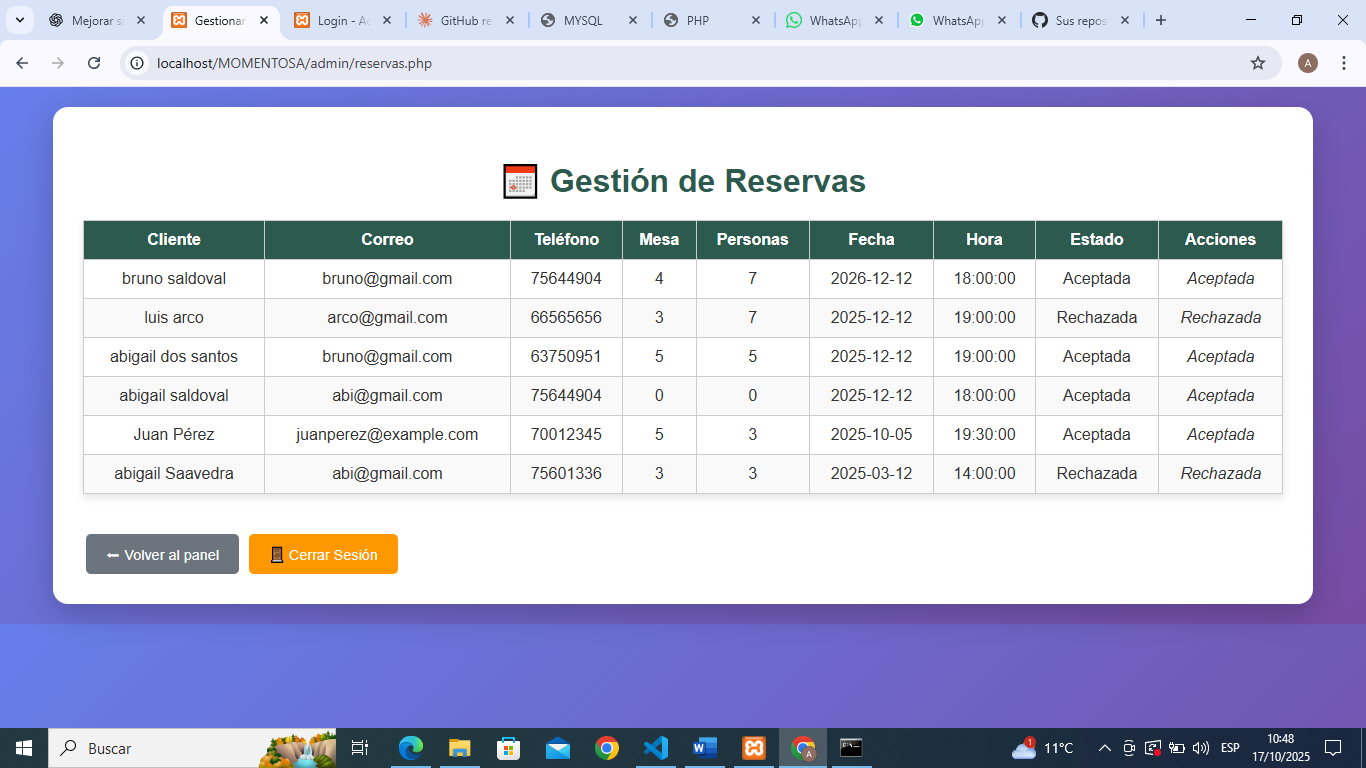 Mejorar si
Gestionar
Login - Ac
GitHub re
MYSQL
PHP
WhatsApp
WhatsApp
Sus repos
localhost/MOMENTOSA/admin/reservas.php
A
Gestión de Reservas
Cliente Correo Teléfono Mesa Personas Fecha Hora Estado Acciones
bruno saldoval bruno@gmail.com 75644904 4 7 2026-12-12 18:00:00 Aceptada Aceptada
luis arco arco@gmail.com 66565656 3 7 2025-12-12 19:00:00 Rechazada Rechazada
abigail dos santos bruno@gmail.com 63750951 5 5 2025-12-12 19:00:00 Aceptada Aceptada
abigail saldoval abi@gmail.com 75644904 0 0 2025-12-12 18:00:00 Aceptada Aceptada
Juan Pérez juanperez@example.com 70012345 5 3 2025-10-05 19:30:00 Aceptada Aceptada
abigail Saavedra abi@gmail.com 75601336 3 3 2025-03-12 14:00:00 Rechazada Rechazada
Volver al panel
Cerrar Sesión
Buscar
A
1
11°C
ESP
10:48
17/10/2025